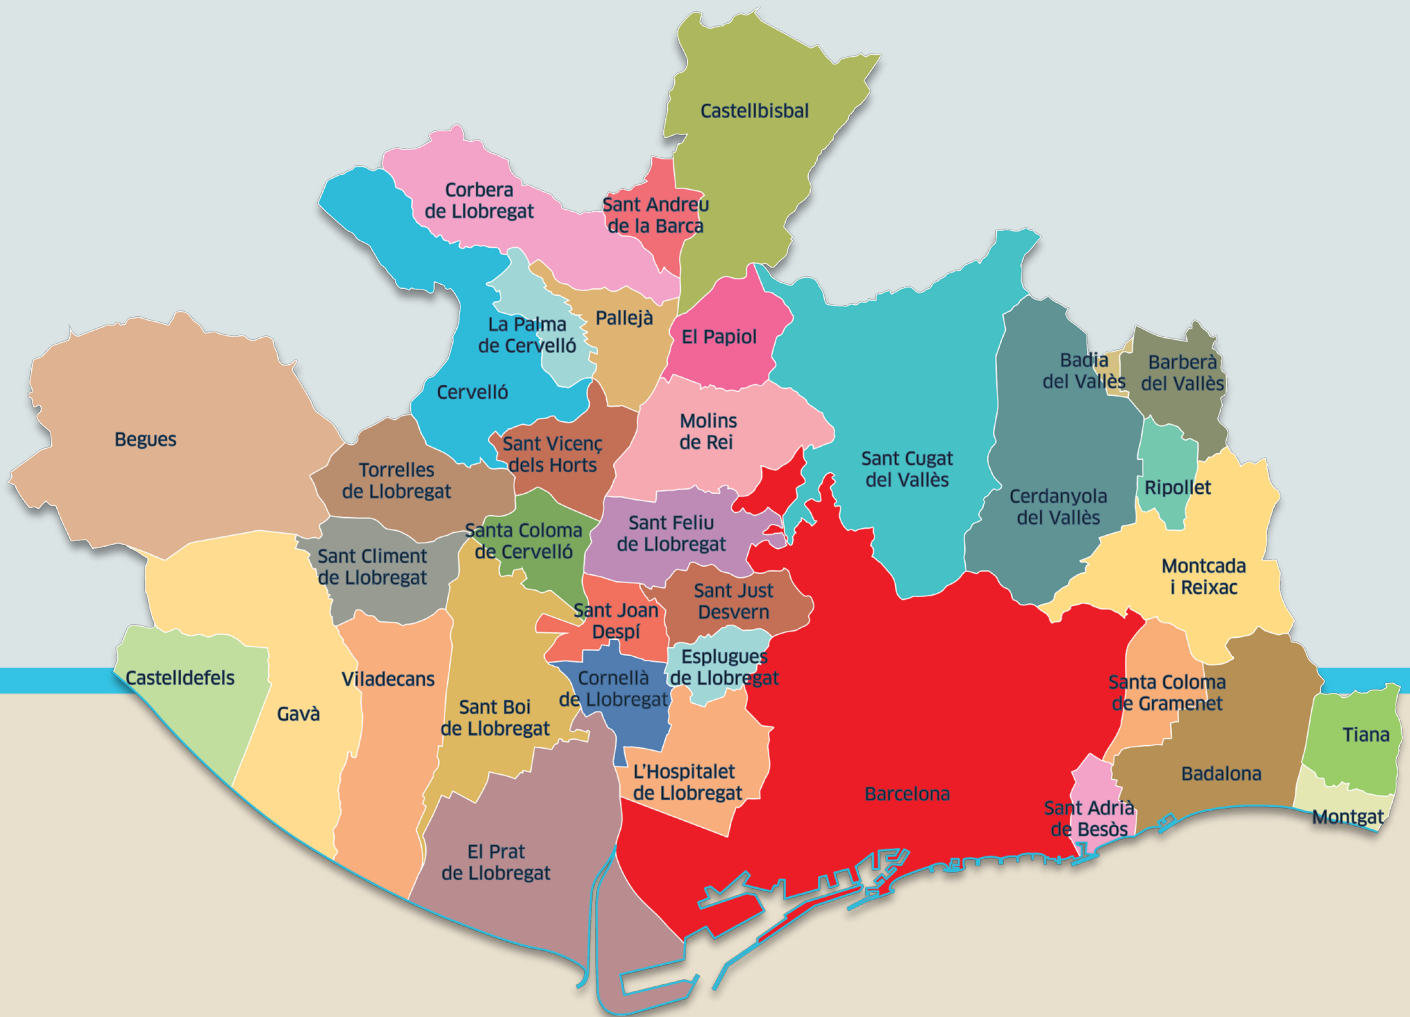 Castellbisbal
Corbera
de Llobregat
Sant Andreu
de la Barca
La Palma
de Cervelló
Pallejà
El Papiol
Cervelló
Badia
del Vallès
Barberà
del Vallès
Begues
Torrelles
de Llobregat
Sant Vicenç
dels Horts
Molins
de Rei
Sant Cugat
del Vallès
Cerdanyola
del Vallès
Ripollet
Sant Climent
de Llobregat
Santa Coloma
de Cervelló
Sant Feliu
de Llobregat
Montcada
i Reixac
Sant Joan
Despí
Sant Just
Desvern
Castelldefels
Gavà
Viladecans
Sant Boi
de Llobregat
Cornellà
de Llobregat
Esplugues
de Llobregat
Santa Coloma
de Gramenet
Tiana
L'Hospitalet
de Llobregat
Barcelona
Badalona
Sant Adrià
de Besòs
Montgat
El Prat
de Llobregat